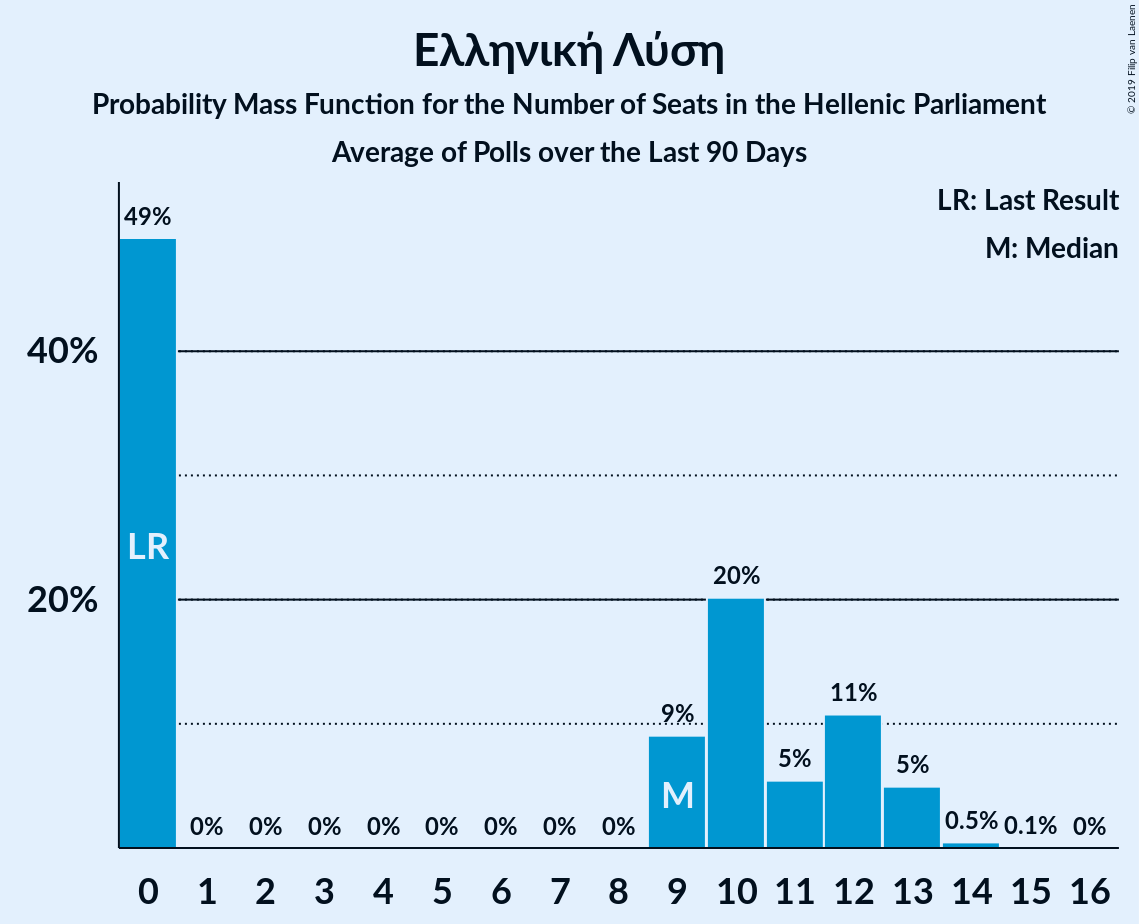 Ελληνική Λύση
Probability Mass Function for the Number of Seats in the Hellenic Parliament
Average of Polls over the Last 90 Days
© 2019 Filip van Laenen
LR: Last Result
M: Median
49%
40%
LR
20%
20%
11%
9%
5%
5%
M
0% 0% 0% 0% 0% 0% 0% 0% 0.5% 0.1% 0%
0 1 2 3 4 5 6 7 8 9 10 11 12 13 14 15 16